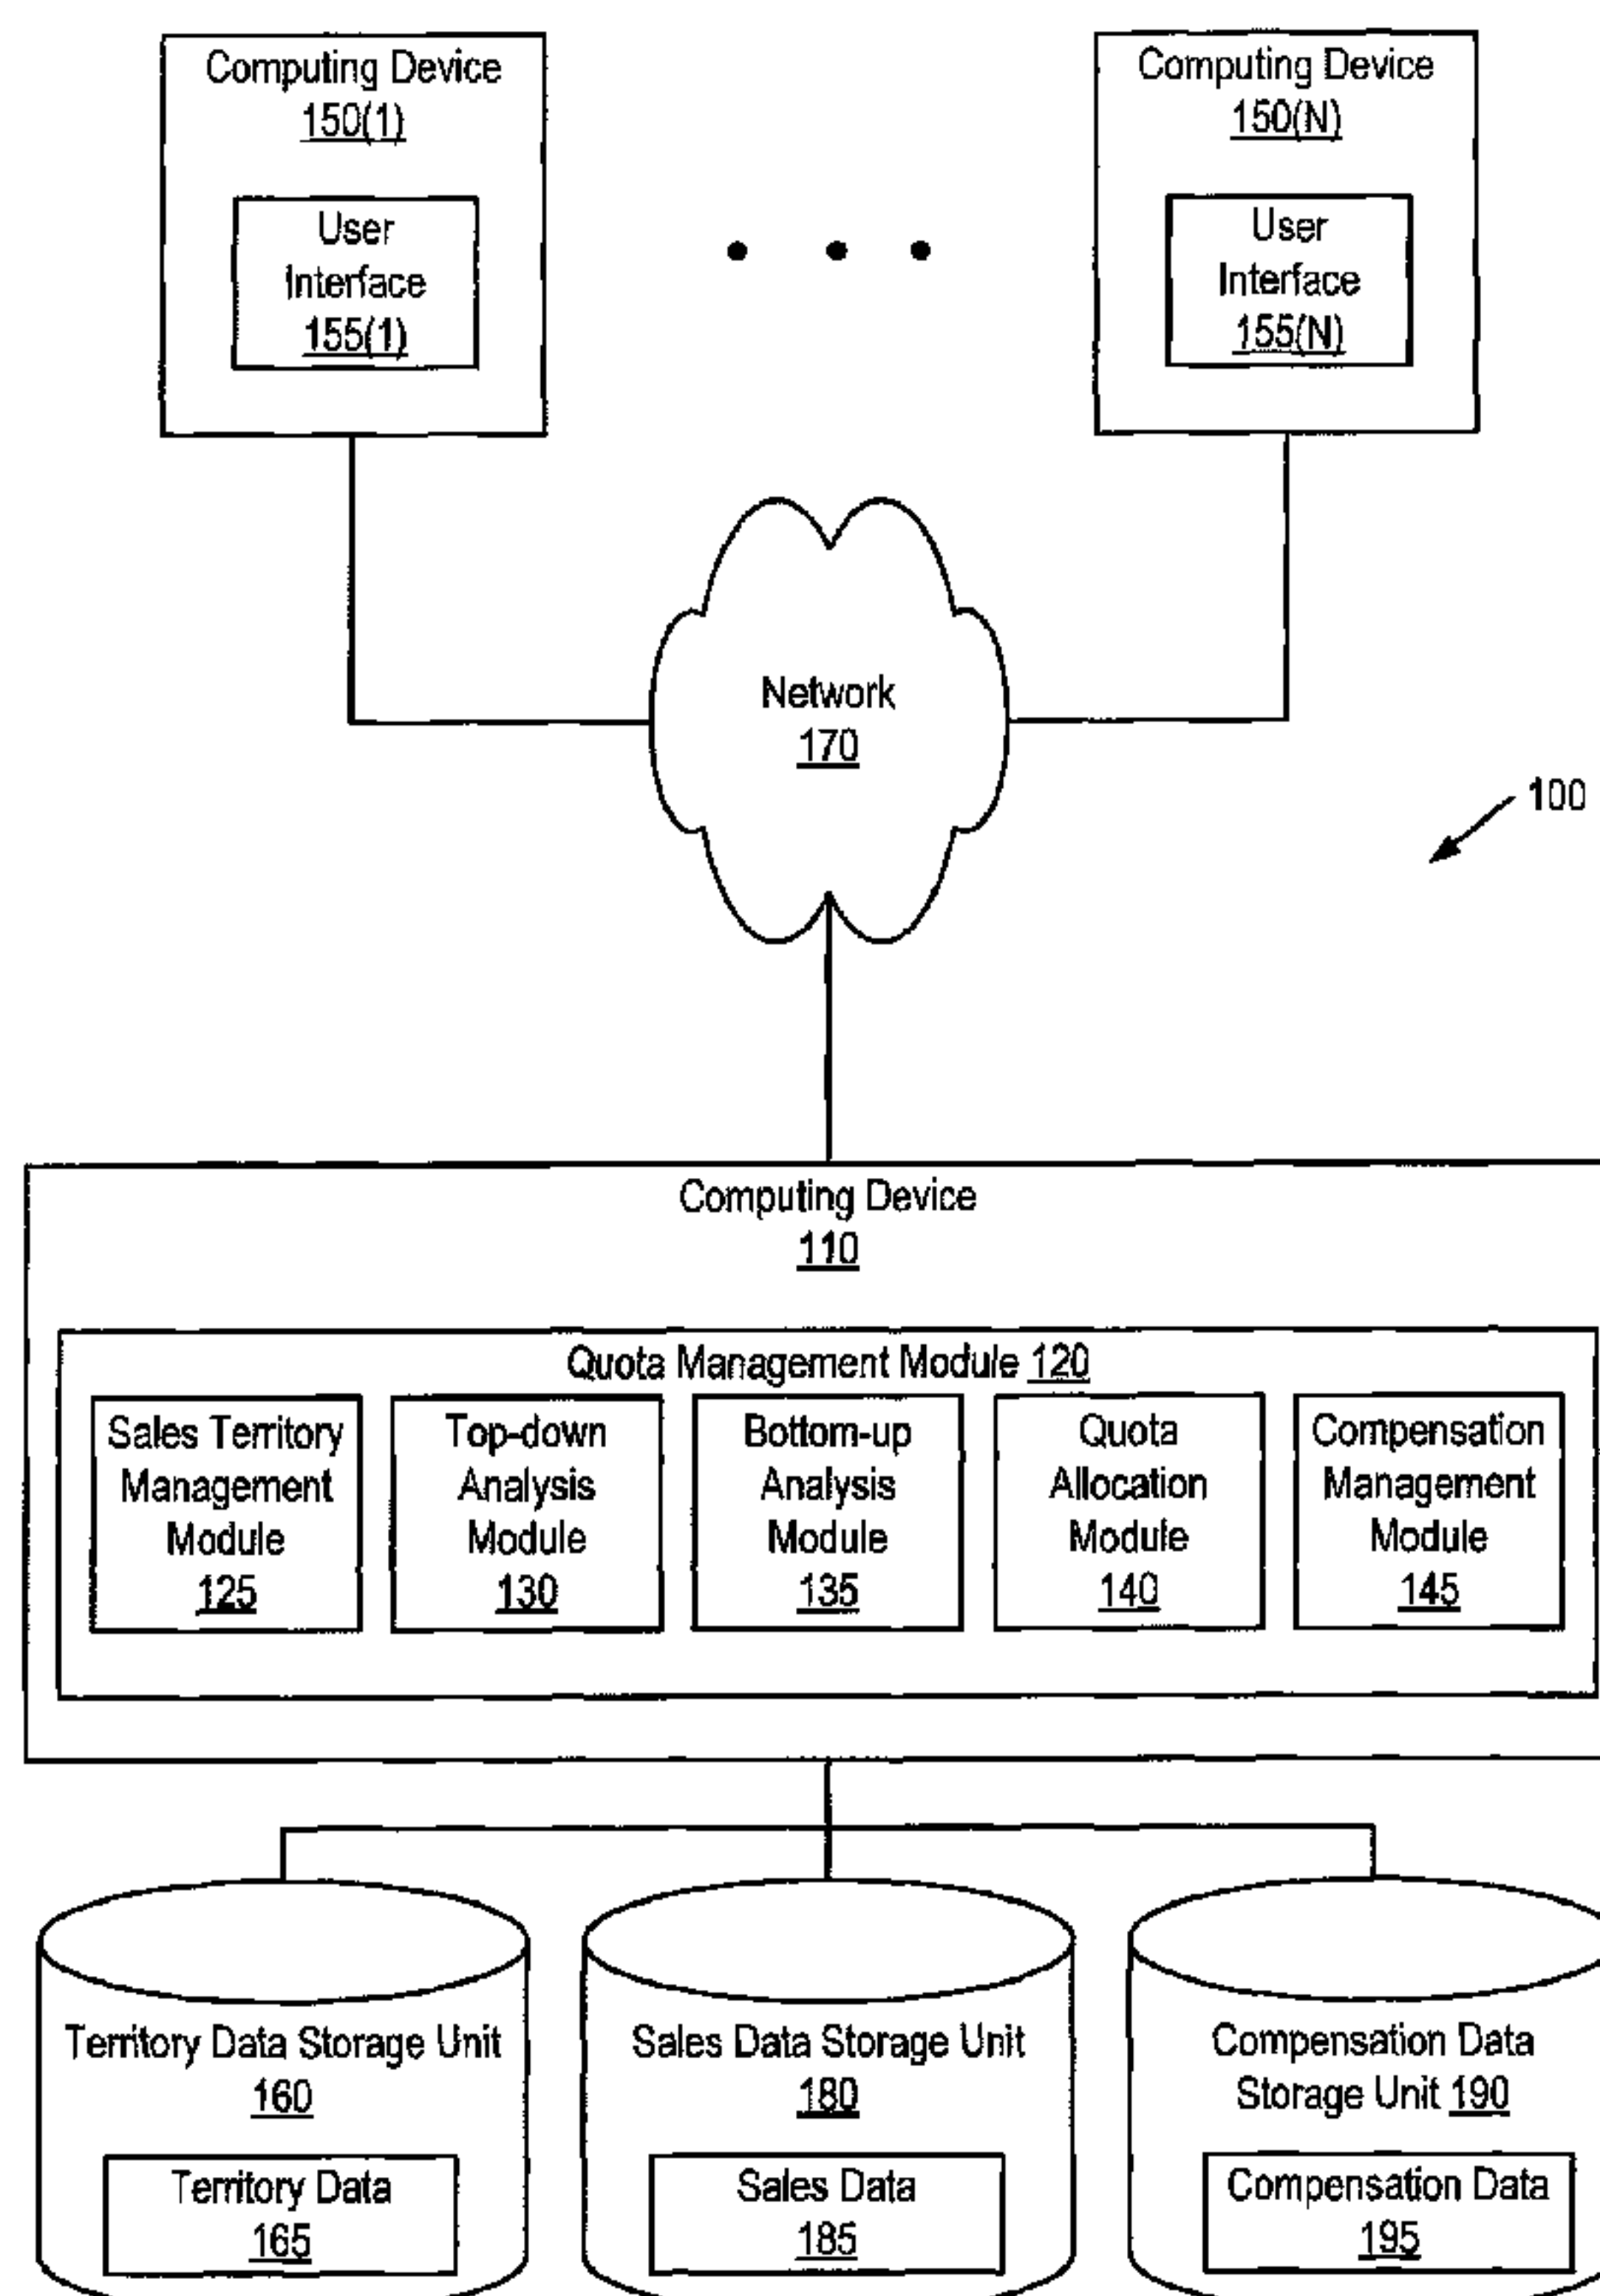 Computing Device
150(1)
User
Interface
155(1)
Computing Device
150(N)
User
Interface
155(N)
Network
170
100
Computing Device
110
Quota Management Module 120
Sales Territory
Management
Module
125
Top-down
Analysis
Module
130
Bottom-up
Analysis
Module
135
Quota
Allocation
Module
140
Compensation
Management
Module
145
Territory Data Storage Unit
160
Territory Data
165
Sales Data Storage Unit
180
Sales Data
185
Compensation Data
Storage Unit 190
Compensation Data
195